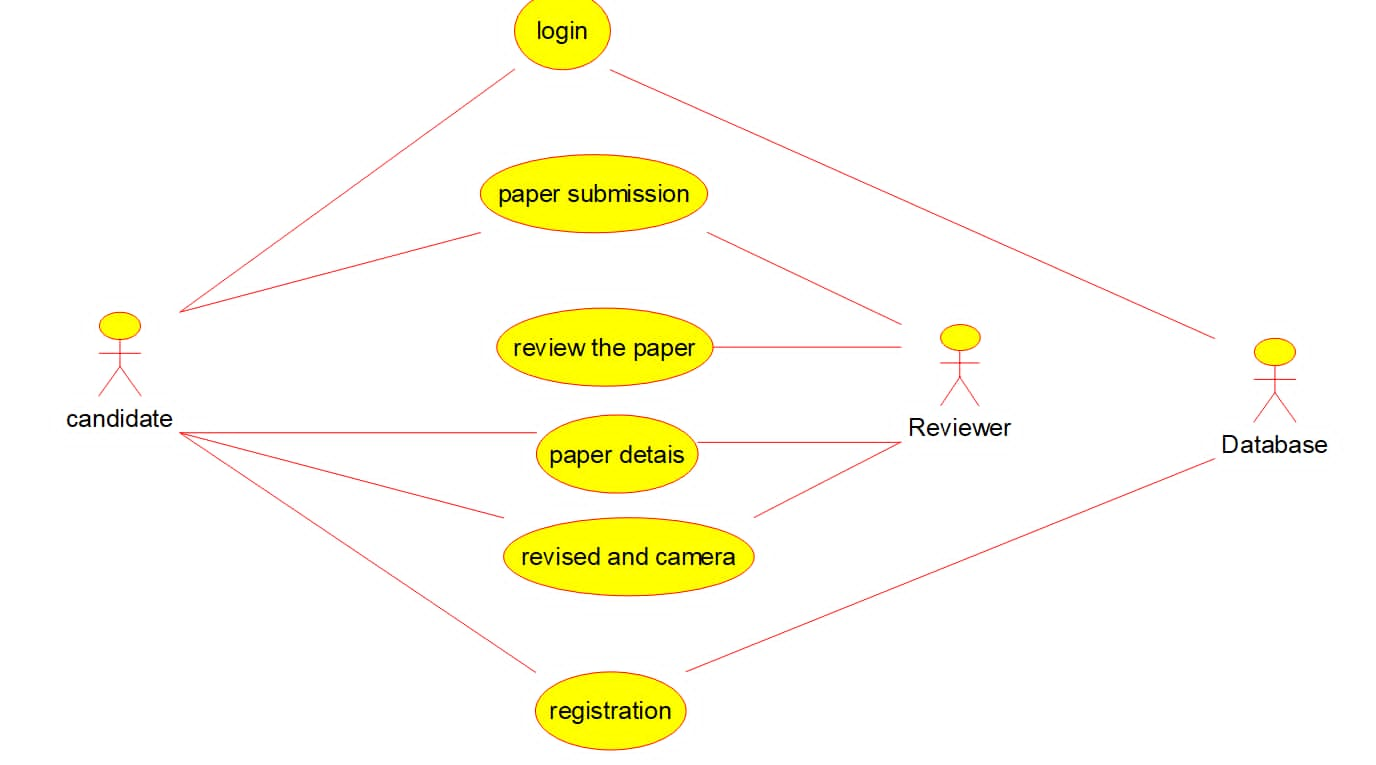 login
paper submission
review the paper
candidate
Reviewer
Database
paper detais
revised and camera
registration